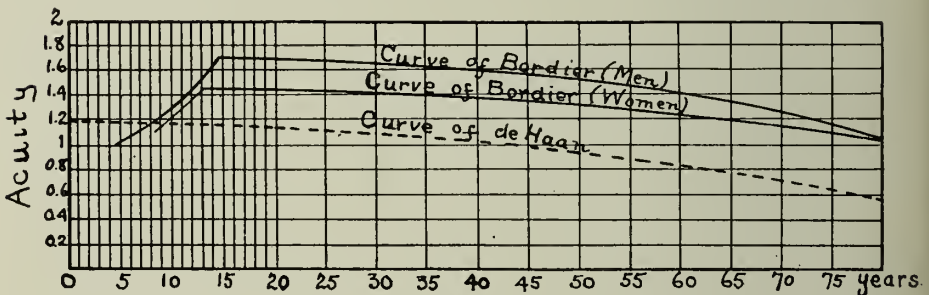 2
1.8
1.6
1.4
1.2
1
0.8
0.6
0.4
0.2
Acuity
Curve of Bordier (Men)
Curve of Bordier (Women)
Curve of de Haan
0 5 10 15 20 25 30 35 40 45 50 55 60 65 70 75 80 years.